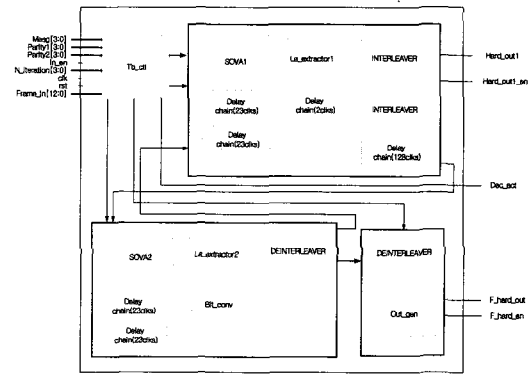 Mesg[3:0]
Parity1[3:0]
Parity2[3:0]
In_en
N_iteration[3:0]
clk
rst
Frame_in[12:0]
Tb_ctl
SOVA1
Le_extractor1
INTERLEAVER
Delay
chain(23clks)
Delay
chain(2clks)
INTERLEAVER
Delay
chain(23clks)
Delay
chain(128clks)
Hard_out1
Hard_out1_en
Dec_act
SOVA2
Le_extractor2
DEINTERLEAVER
Delay
chain(23clks)
Bit_conv
Delay
chain(23clks)
DEINTERLEAVER
Out_gen
F_hard_out
F_hard_en